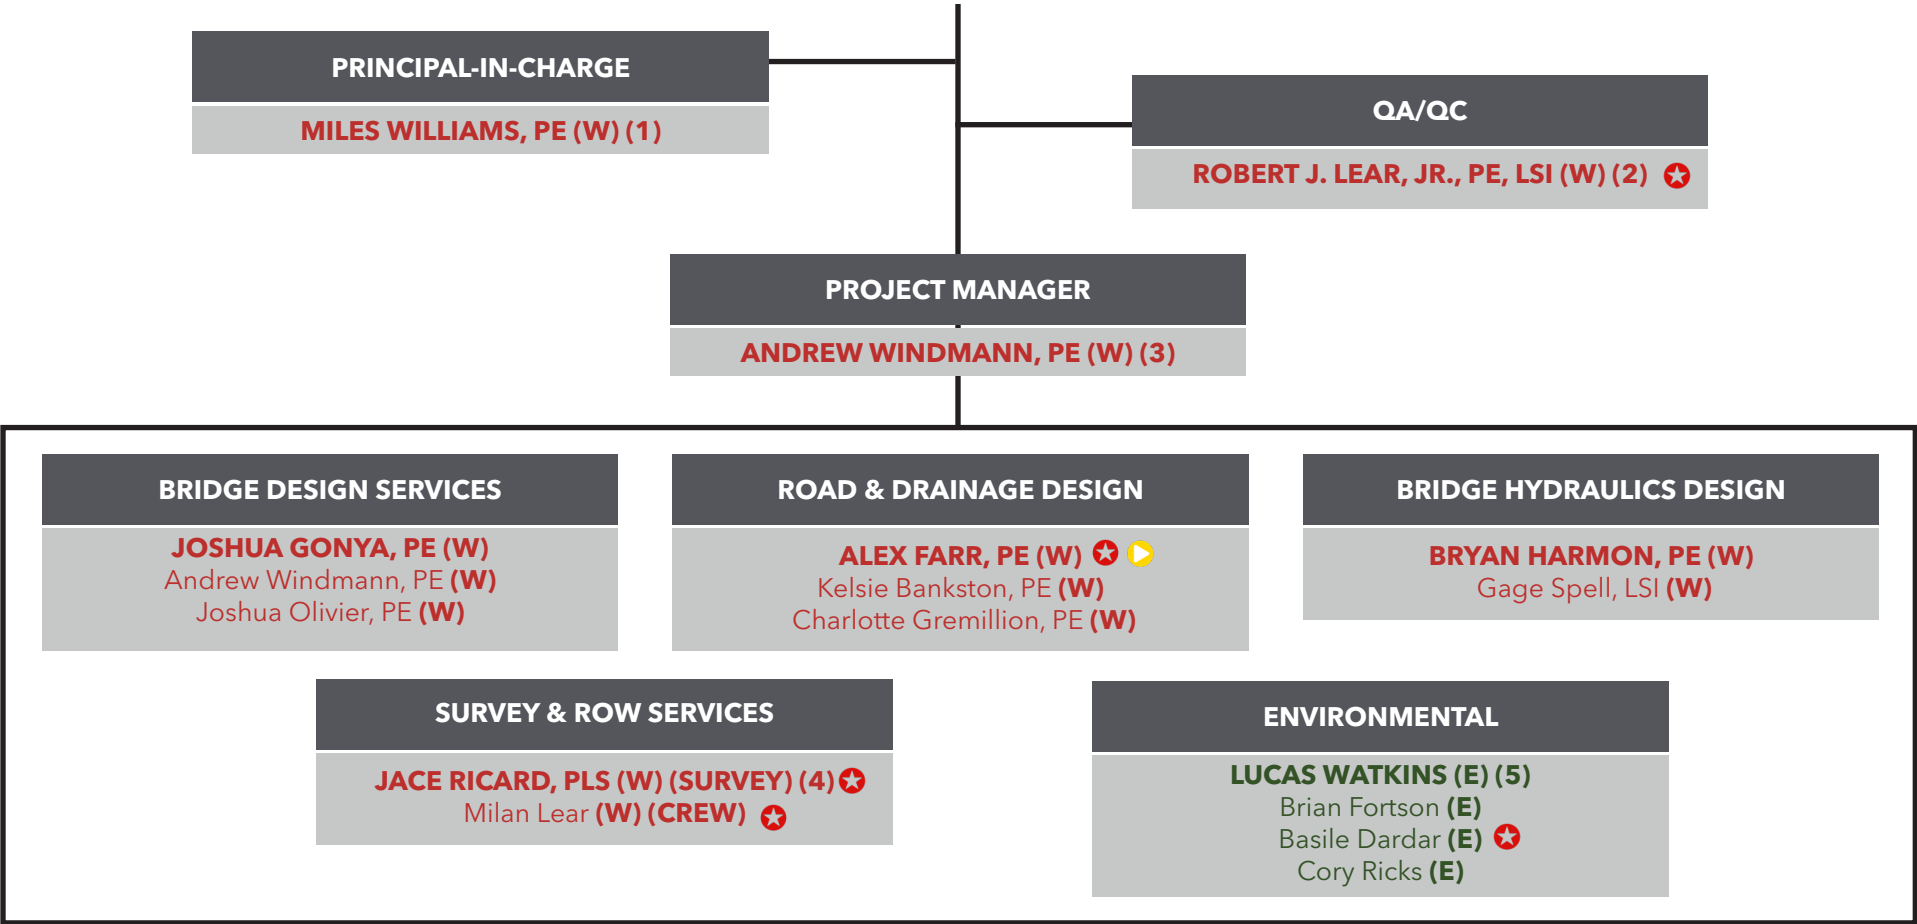 PRINCIPAL-IN-CHARGE
MILES WILLIAMS, PE (W) (1)
QA/QC
ROBERT J. LEAR, JR., PE, LSI (W) (2)
PROJECT MANAGER
ANDREW WINDMANN, PE (W) (3)
BRIDGE DESIGN SERVICES
JOSHUA GONYA, PE (W)
Andrew Windmann, PE (W)
Joshua Olivier, PE (W)
ROAD & DRAINAGE DESIGN
ALEX FARR, PE (W)
Kelsie Bankston, PE (W)
Charlotte Gremillion, PE (W)
BRIDGE HYDRAULICS DESIGN
BRYAN HARMON, PE (W)
Gage Spell, LSI (W)
SURVEY & ROW SERVICES
JACE RICARD, PLS (W) (SURVEY) (4)
Milan Lear (W) (CREW)
ENVIRONMENTAL
LUCAS WATKINS (E) (5)
Brian Fortson (E)
Basile Dardar (E)
Cory Ricks (E)